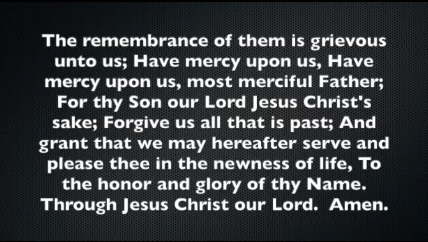 The remembrance of them is grievous
unto us; Have mercy upon us, Have
mercy upon us, most merciful Father;
For thy Son our Lord Jesus Christ's
sake; Forgive us all that is past; And
grant that we may hereafter serve and
please thee in the newness of life, To
the honor and glory of thy Name.
Through Jesus Christ our Lord.  Amen.